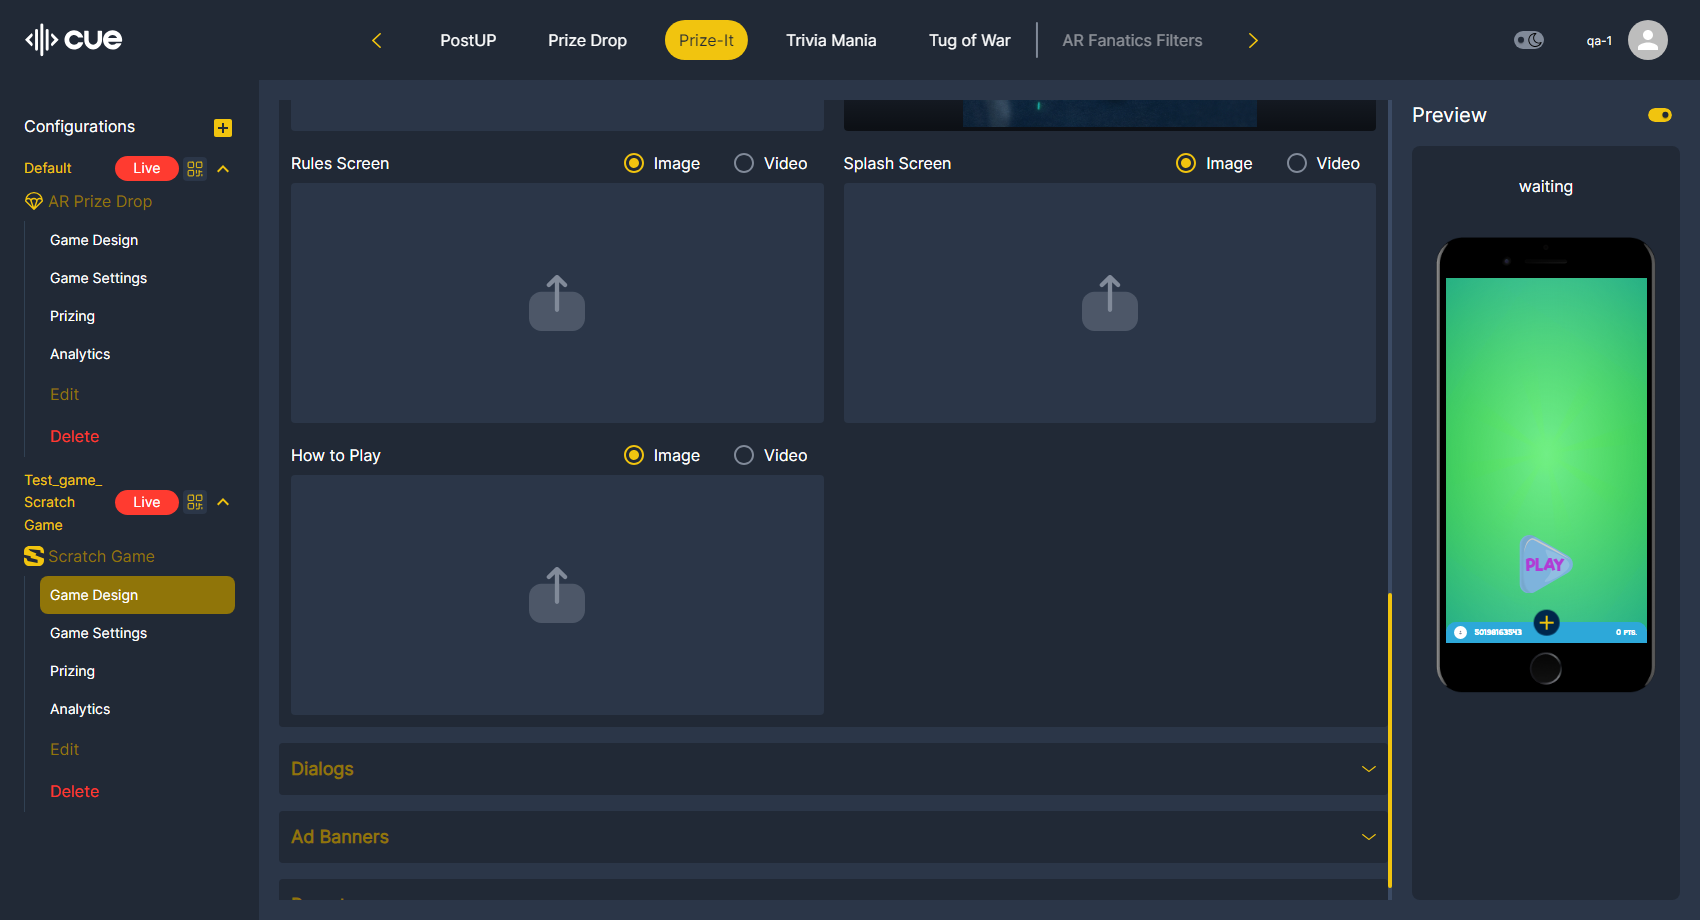 cue
PostUP
Prize Drop
Prize-It
Trivia Mania
Tug of War
AR Fanatics Filters
qa-1
Configurations
Default
Live
AR Prize Drop
Game Design
Game Settings
Prizing
Analytics
Edit
Delete
Test_game_
Scratch
Game
Live
Scratch Game
Game Design
Game Settings
Prizing
Analytics
Edit
Delete
Rules Screen
Image
Video
Splash Screen
Image
Video
How to Play
Image
Video
Dialogs
Ad Banners
Preview
waiting
PLAY
0 PTS.